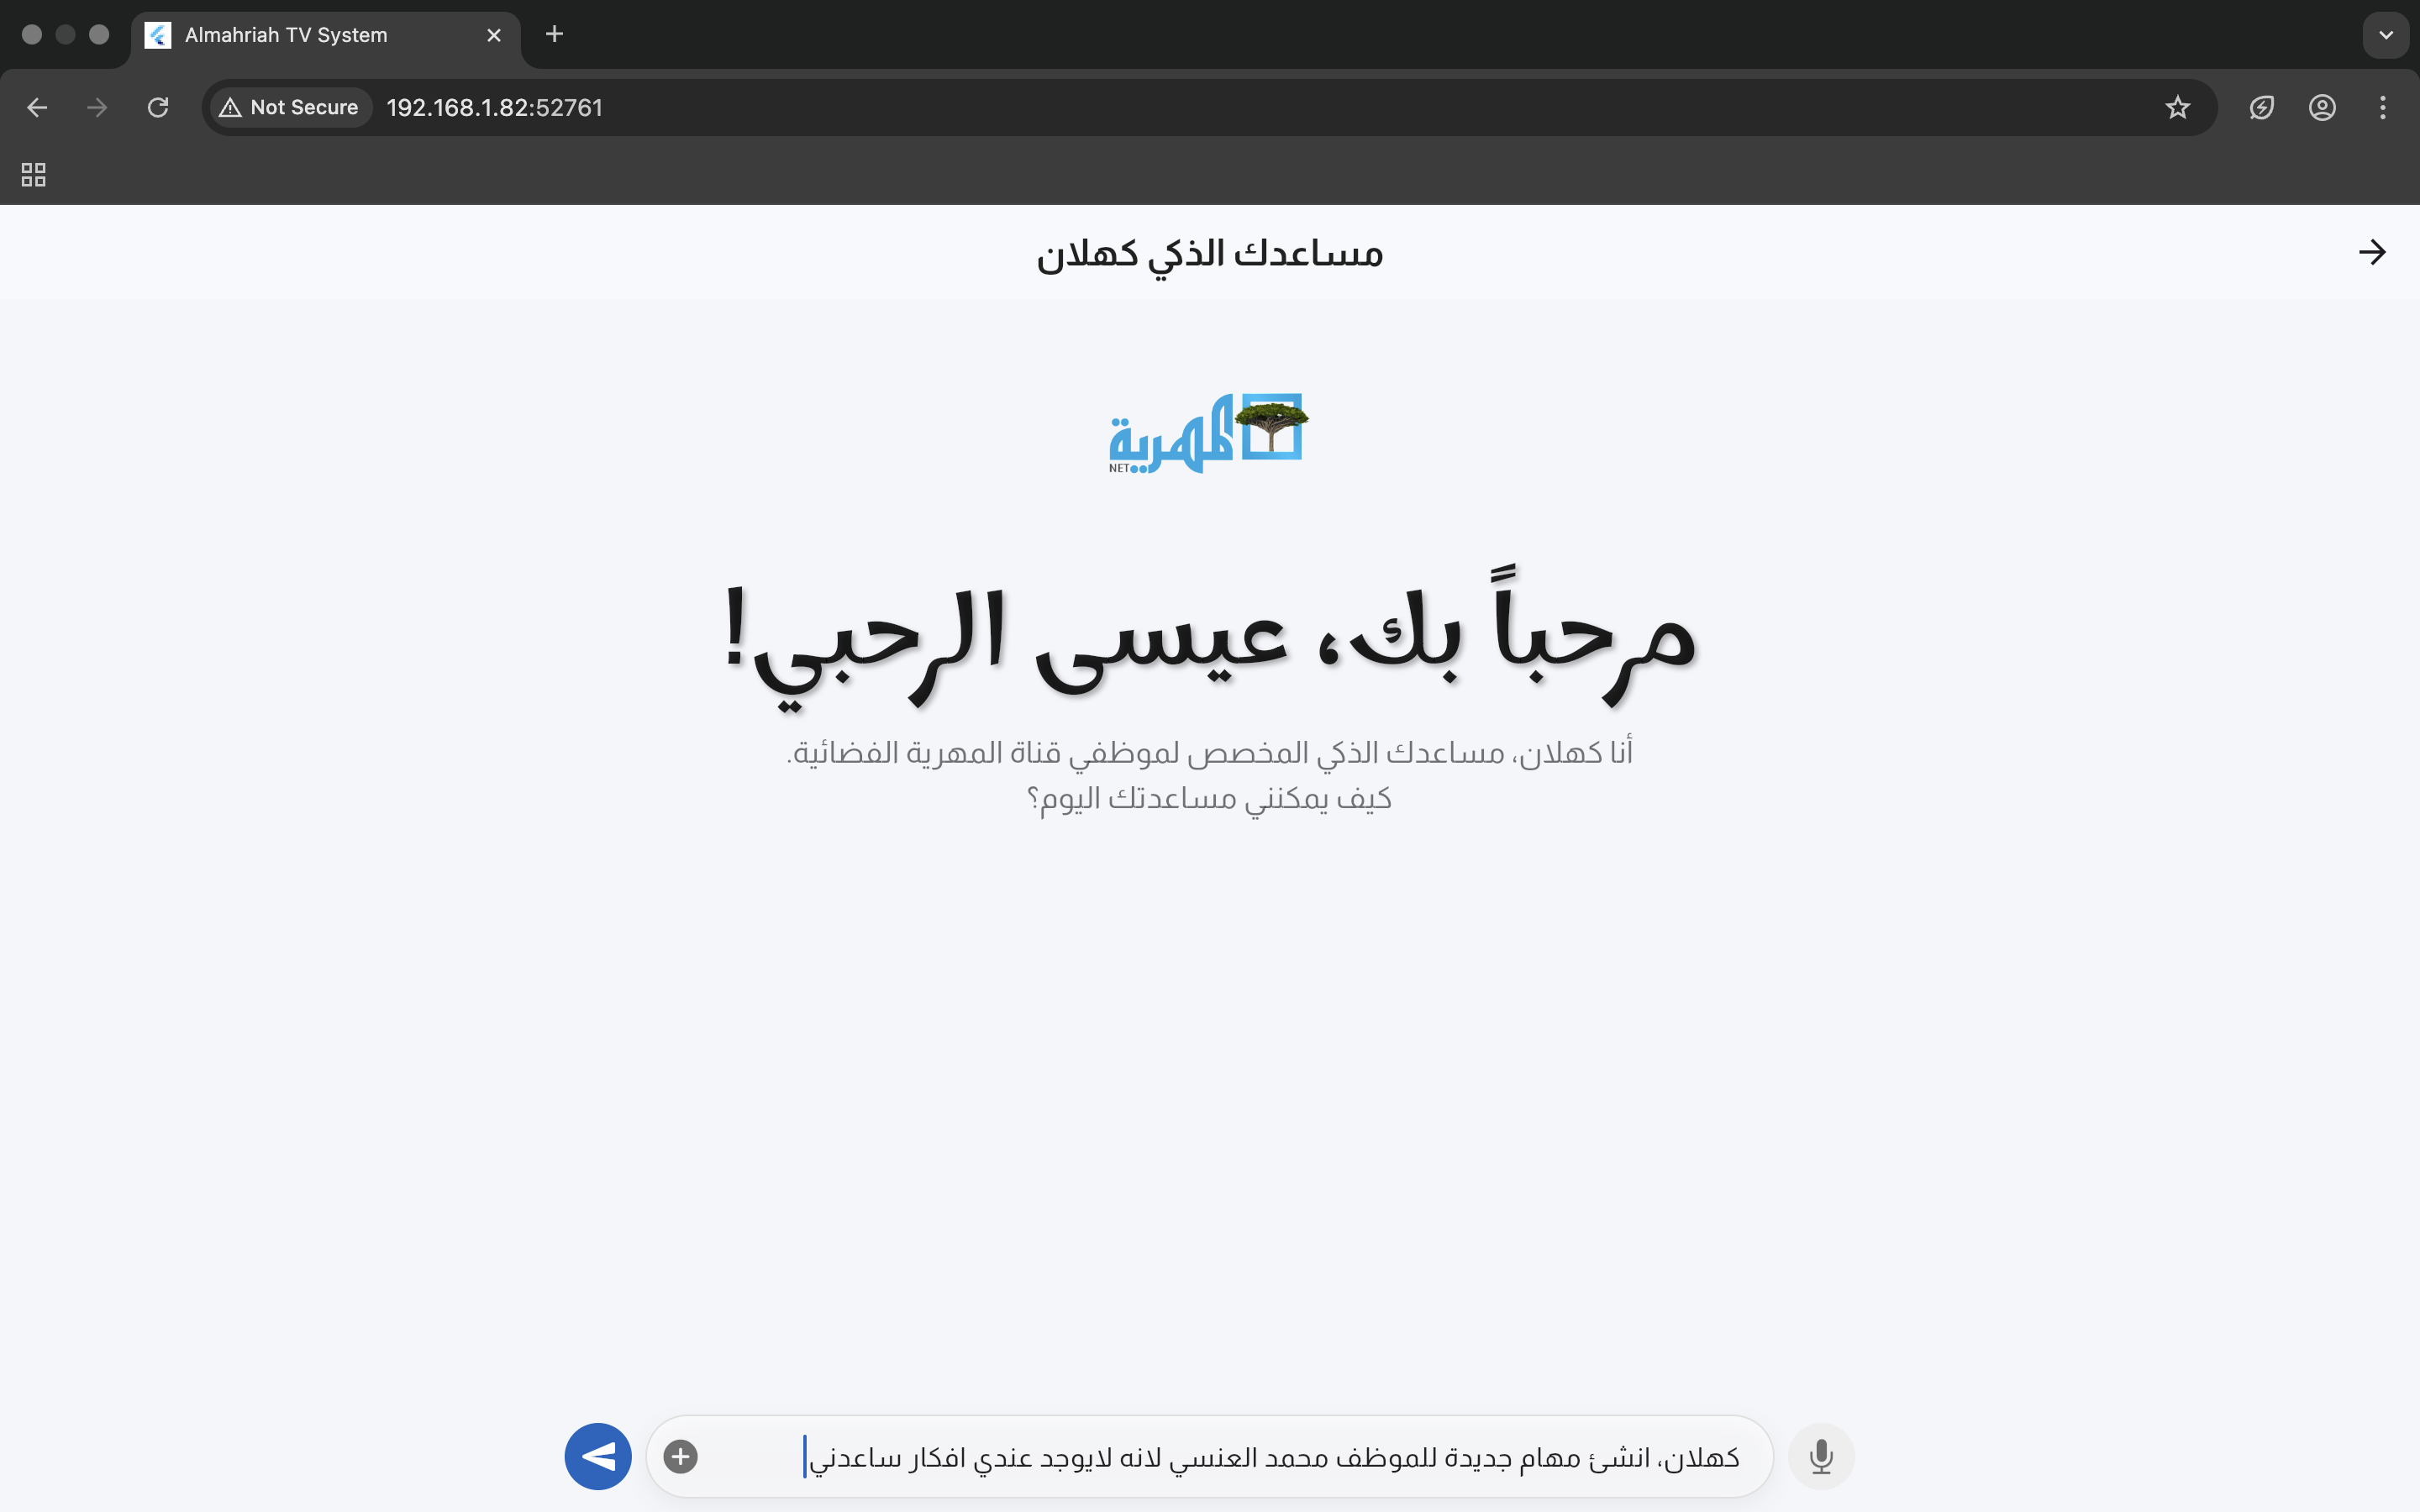 Almahriah TV System
Not Secure
192.168.1.82:52761
مساعدك الذكي كهلان
المهرية
NET
مرحباً بك، عيسى الرحبي!
أنا كهلان، مساعدك الذكي المخصص لموظفي قناة المهرية الفضائية.
كيف يمكنني مساعدتك اليوم؟
كهلان، انشئ مهام جديدة للموظف محمد العنسي لانه لايوجد عندي افكار ساعدني